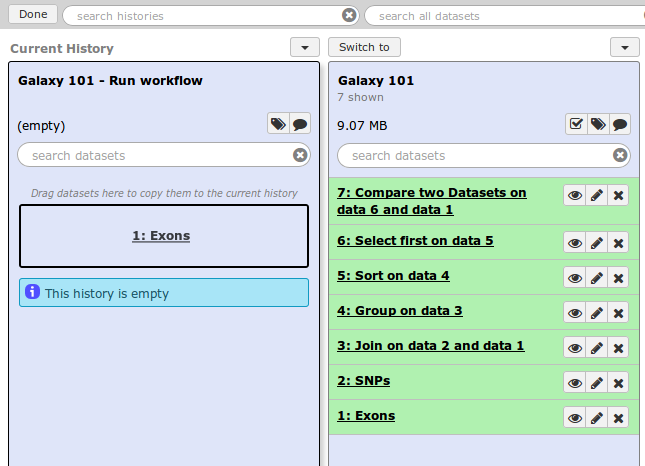 Done
search histories
search all datasets
Current History
Switch to
Galaxy 101 - Run workflow
(empty)
search datasets
Drag datasets here to copy them to the current history
1: Exons
This history is empty
Galaxy 101
7 shown
9.07 MB
search datasets
7: Compare two Datasets on
data 6 and data 1
6: Select first on data 5
5: Sort on data 4
4: Group on data 3
3: Join on data 2 and data 1
2: SNPs
1: Exons